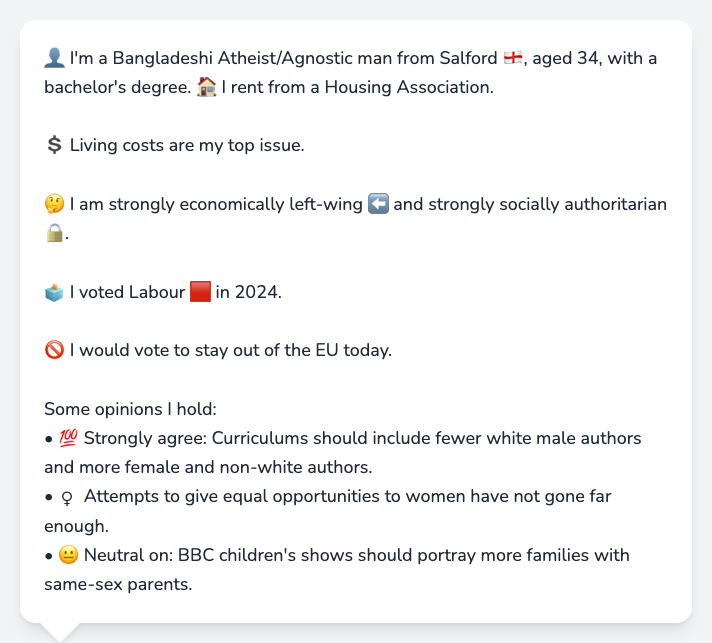 👤 I'm a Bangladeshi Atheist/Agnostic man from Salford 🏴󠁧󠁢󠁥󠁮󠁧󠁿, aged 34, with a
bachelor's degree. 🏠 I rent from a Housing Association.
💲 Living costs are my top issue.
🤔 I am strongly economically left-wing ⬅️ and strongly socially authoritarian
🔒.
🗳️ I voted Labour 🟥 in 2024.
🚫 I would vote to stay out of the EU today.
Some opinions I hold:
• 💯 Strongly agree: Curriculums should include fewer white male authors
and more female and non-white authors.
• ♀ Attempts to give equal opportunities to women have not gone far
enough.
• 😐 Neutral on: BBC children's shows should portray more families with
same-sex parents.